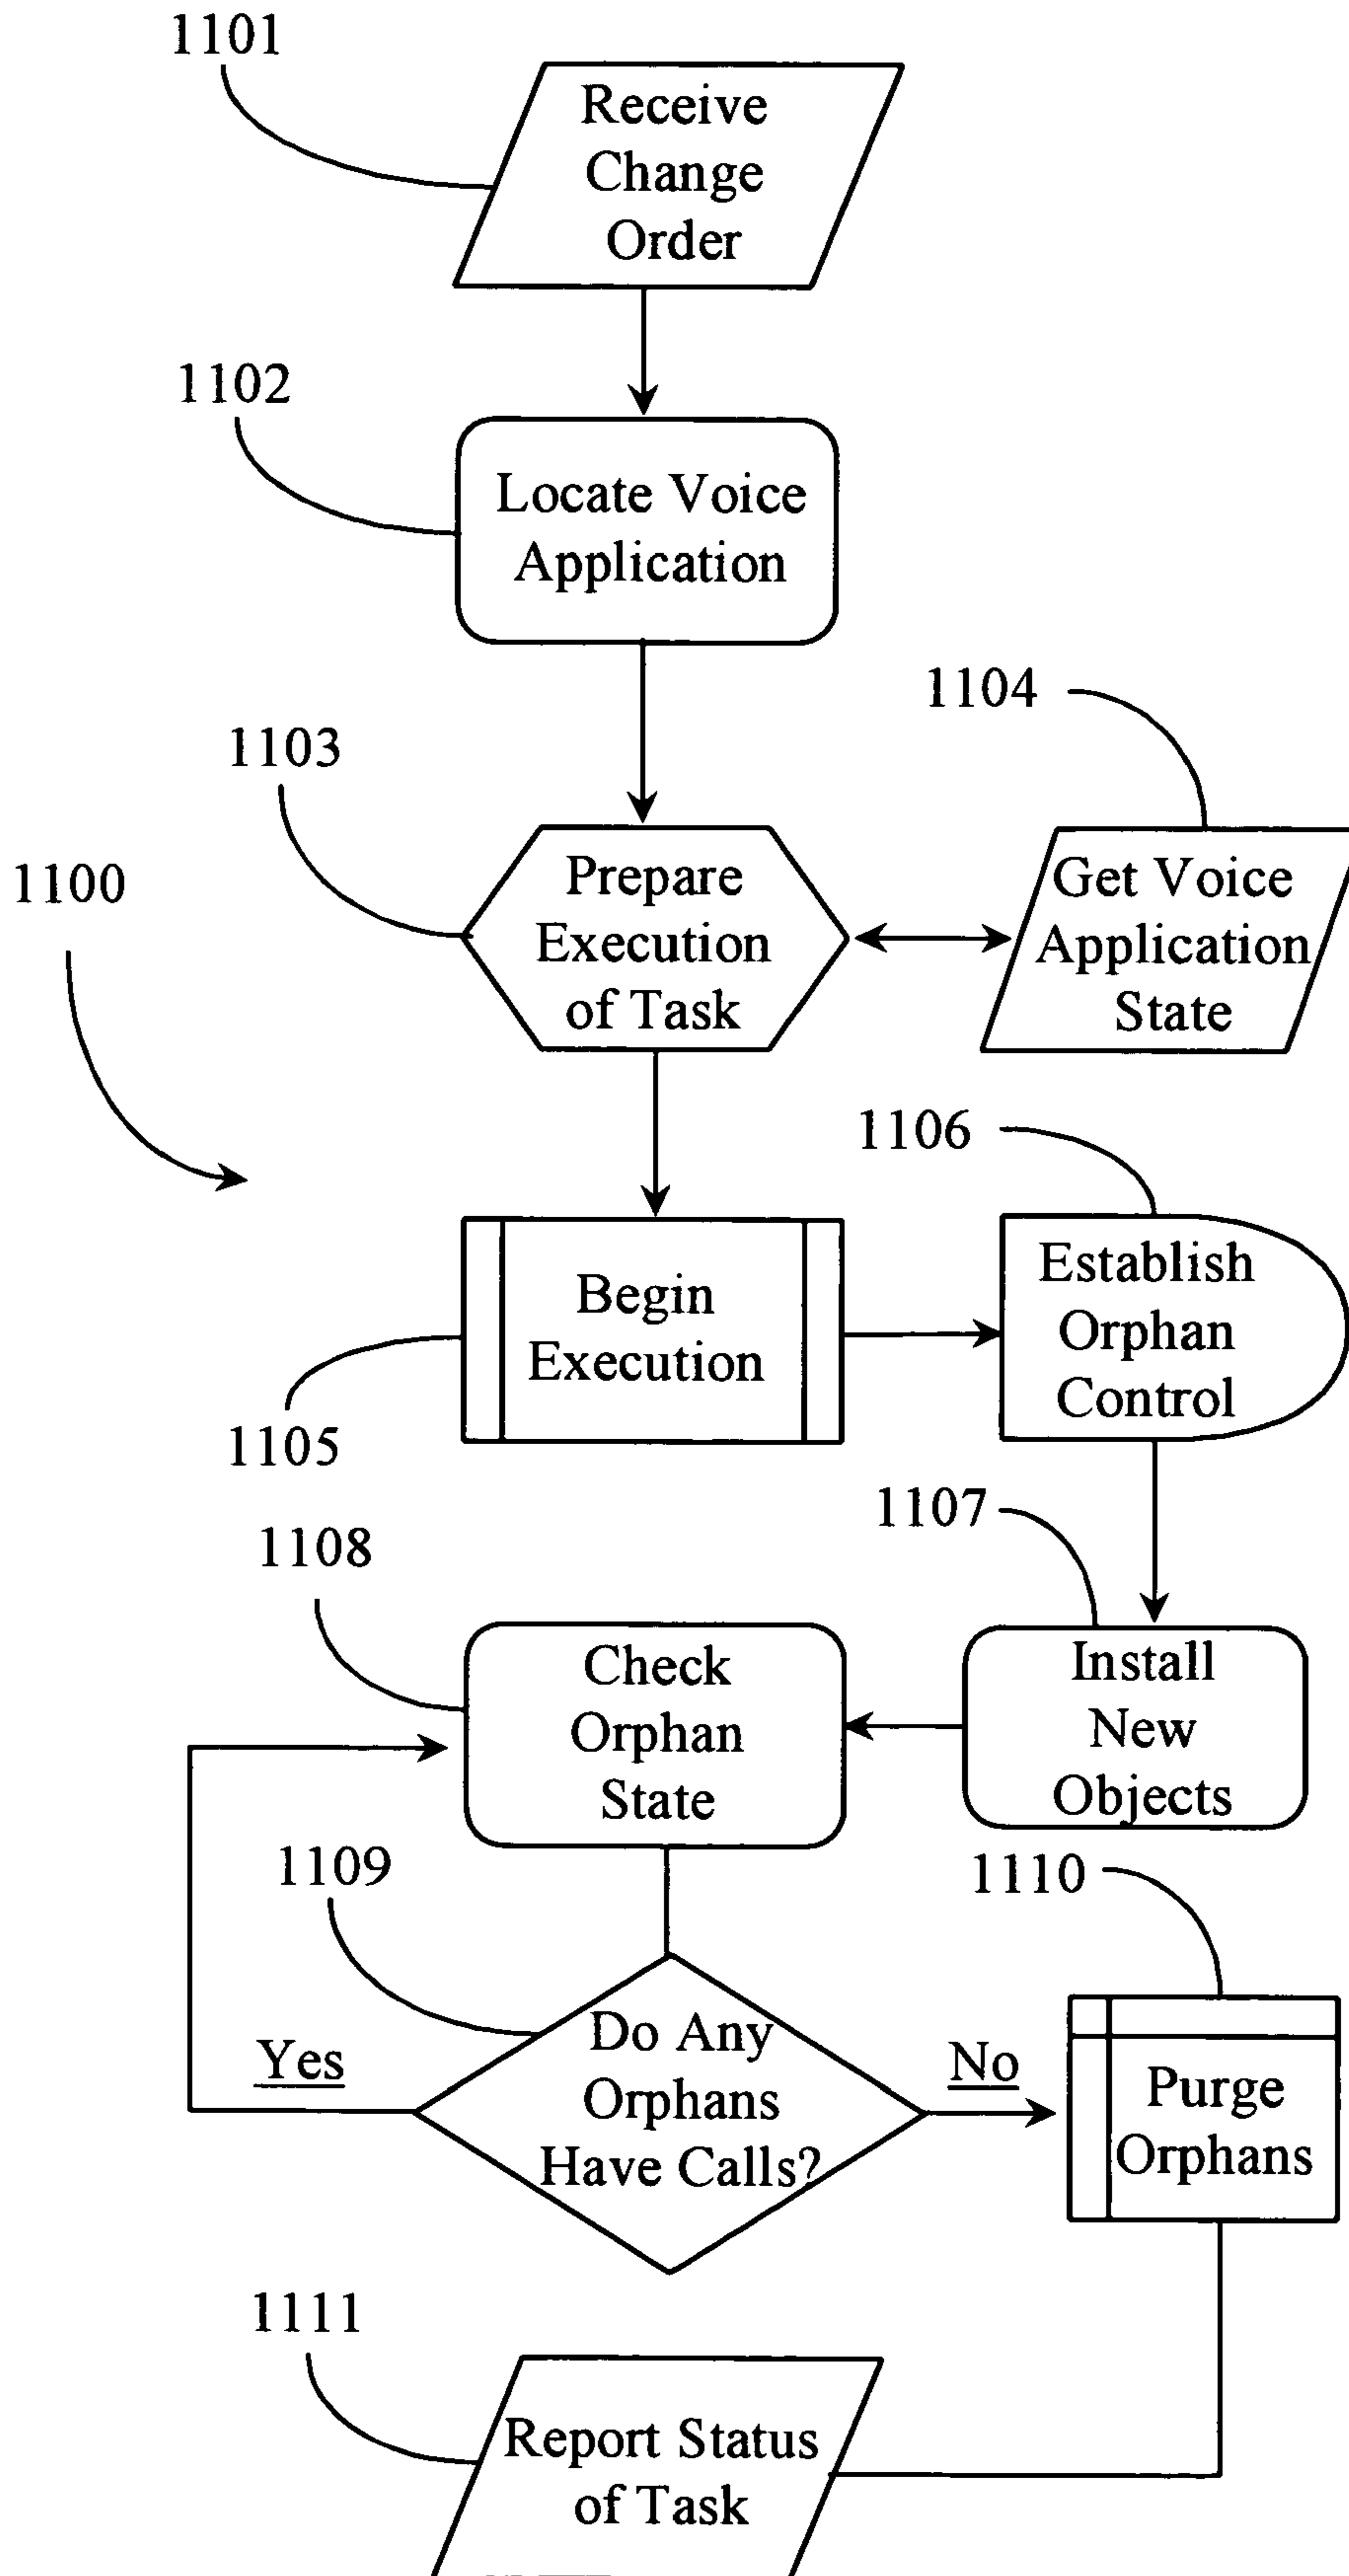 1101
Receive
Change
Order
1102
Locate Voice
Application
1104
1103
1100
Prepare
Execution
of Task
Get Voice
Application
State
1106
Begin
Execution
Establish
Orphan
Control
1105
1107
1108
Check
Orphan
State
Install
New
Objects
1109
1110
Yes
Do Any
Orphans
Have Calls?
No
Purge
Orphans
1111
Report Status
of Task